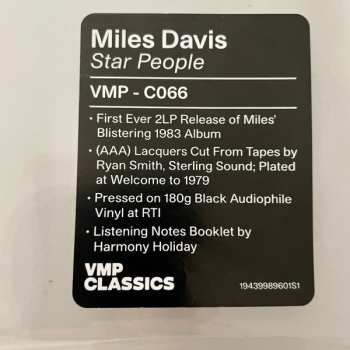 Miles Davis
Star People
VMP - C066
• First Ever 2LP Release of Miles'
Blistering 1983 Album
• (AAA) Lacquers Cut From Tapes by
Ryan Smith, Sterling Sound; Plated
at Welcome to 1979
• Pressed on 180g Black Audiophile
Vinyl at RTI
• Listening Notes Booklet by
Harmony Holiday
VMP
CLASSICS
19439989601S1